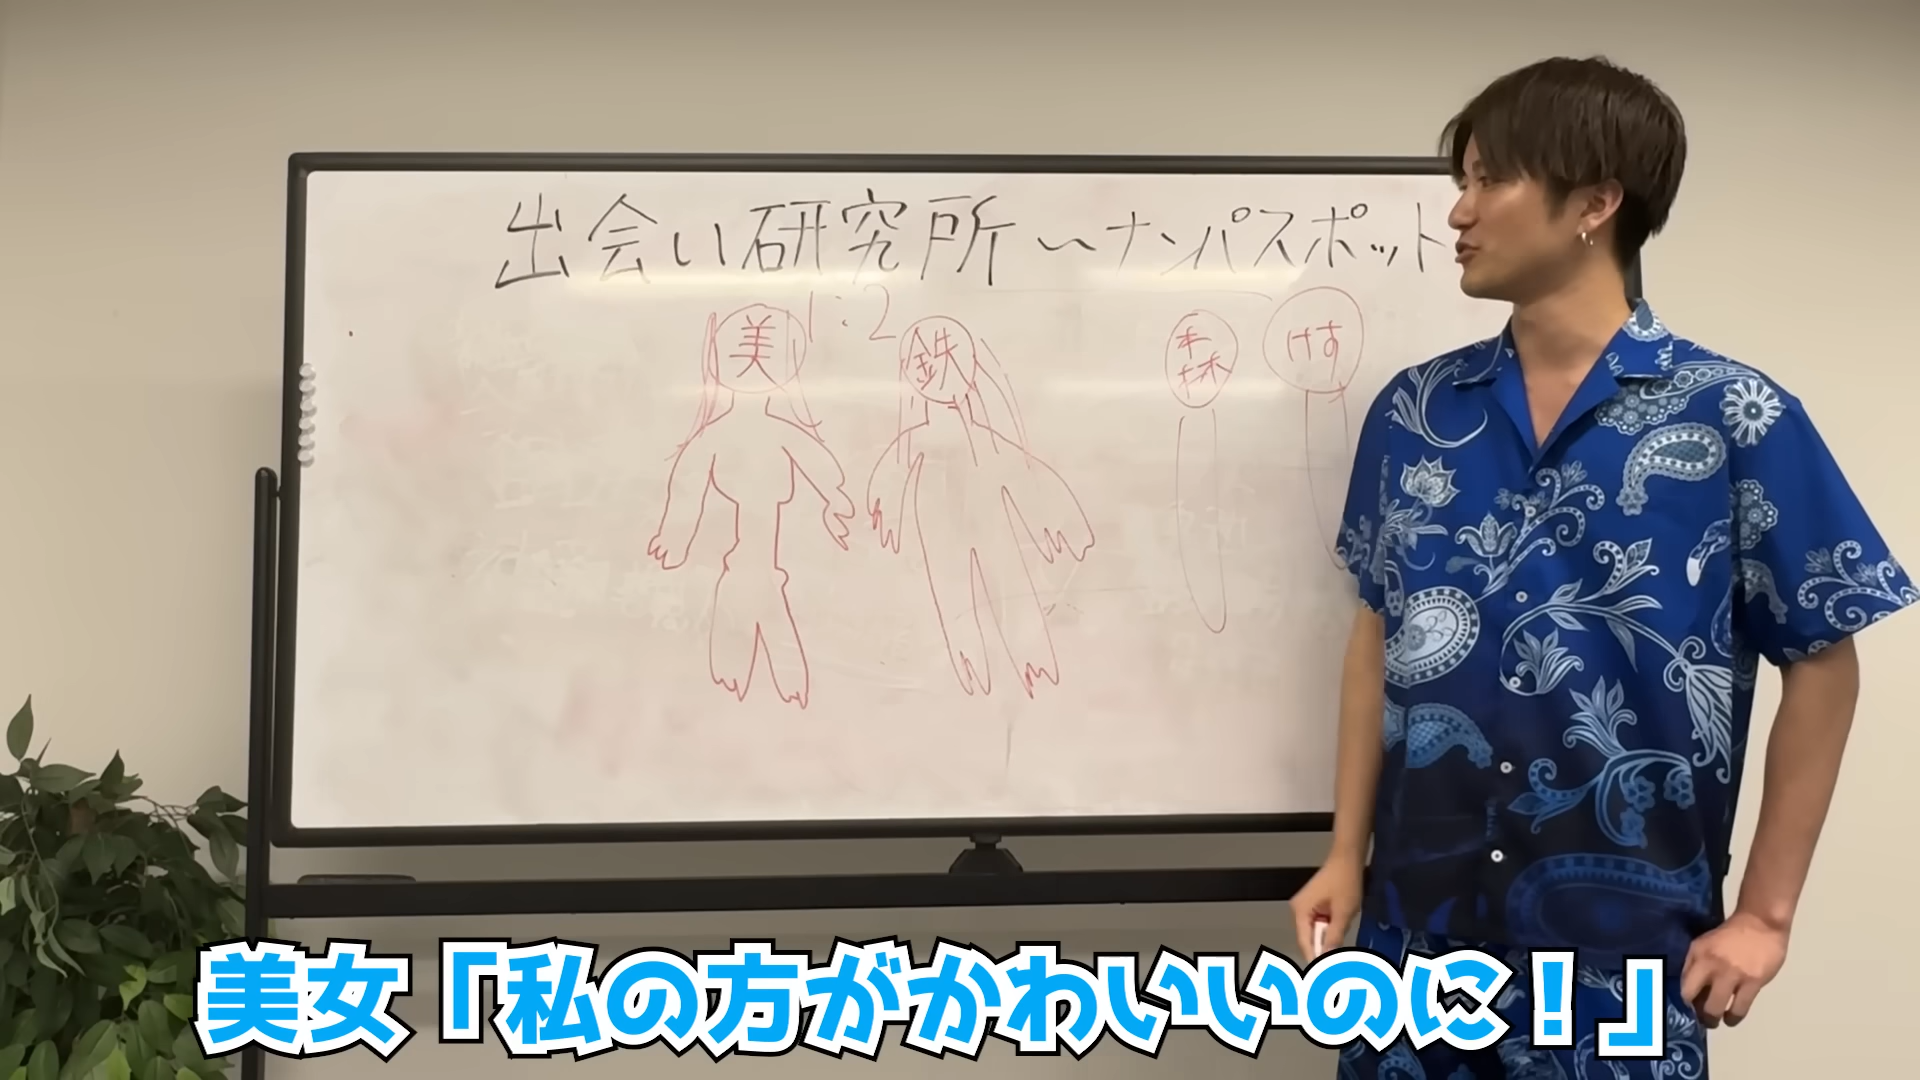 出会い研究所〜ナンパスポット
1:2
美
鉄
森
けす
美女「私の方がかわいいのに！」